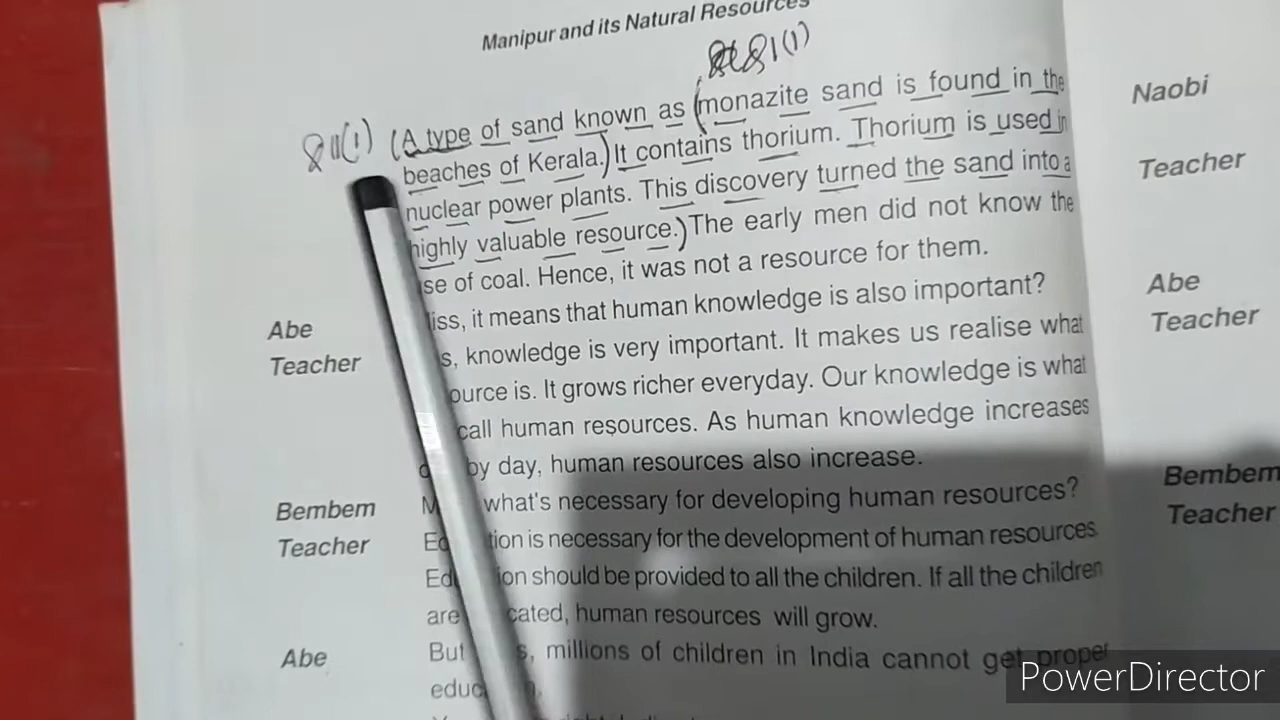 Manipur and its Natural Resources
(A type of sand known as (monazite sand is found in the
beaches of Kerala.) It contains thorium. Thorium is used in
nuclear power plants. This discovery turned the sand into a
highly valuable resource.) The early men did not know the
se of coal. Hence, it was not a resource for them.
Abe iss, it means that human knowledge is also important?
Teacher s, knowledge is very important. It makes us realise what
ource is. It grows richer everyday. Our knowledge is what
call human resources. As human knowledge increases
by day, human resources also increase.
Bembem M what's necessary for developing human resources?
Teacher Ed tion is necessary for the development of human resources.
Edu ion should be provided to all the children. If all the children
are cated, human resources will grow.
Abe But s, millions of children in India cannot get proper
educ n.
Naobi
Teacher
Abe
Teacher
Bembem
Teacher
PowerDirector